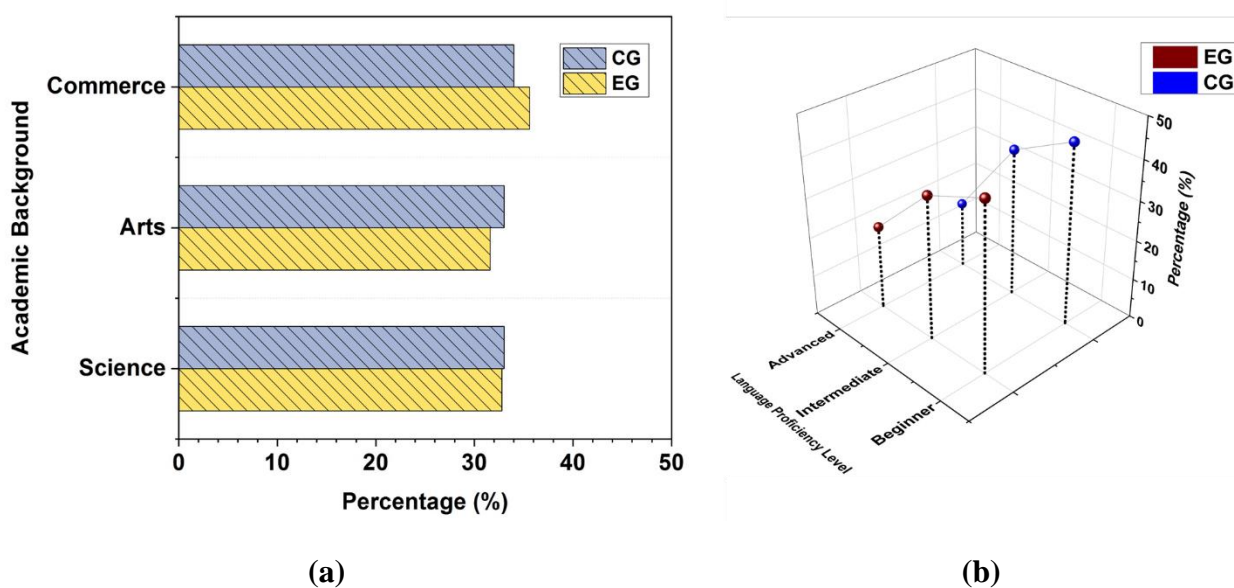 Academic Background
Commerce
Arts
Science
CG
EG
0 10 20 30 40 50
Percentage (%)
(a)
EG
CG
50
40
30
20
10
0
Percentage (%)
Advanced
Intermediate
Beginner
Language Proficiency Level
(b)